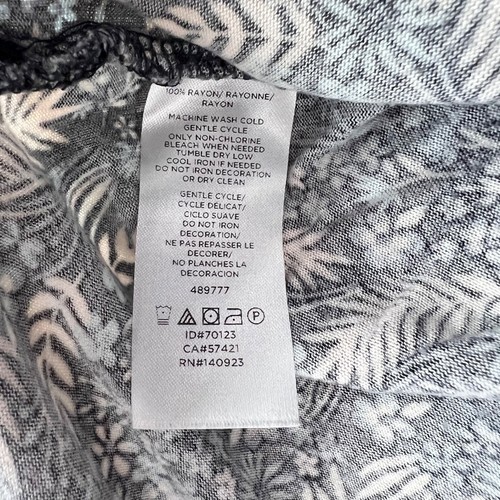 100% RAYON/ RAYONNE/
RAYON
MACHINE WASH COLD
GENTLE CYCLE
ONLY NON-CHLORINE
BLEACH WHEN NEEDED
TUMBLE DRY LOW
COOL IRON IF NEEDED
DO NOT IRON DECORATION
OR DRY CLEAN
GENTLE CYCLE/
CYCLE DÉLICAT/
CICLO SUAVE
DO NOT IRON
DECORATION/
NE PAS REPASSER LE
DECORER/
NO PLANCHES LA
DECORACION
489777
P
ID#70123
CA#57421
RN#140923